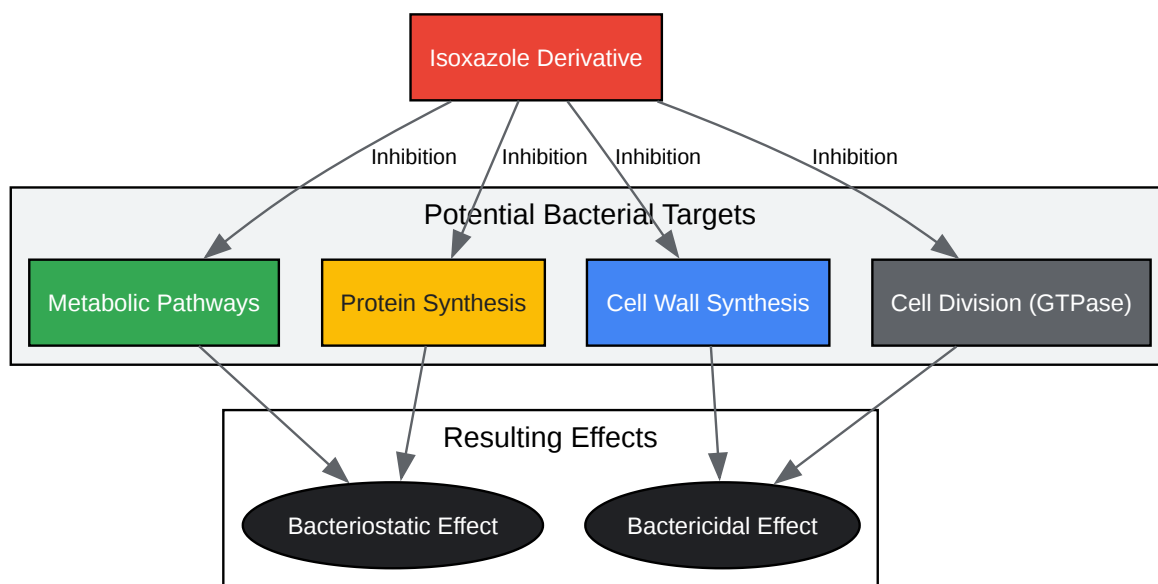 Isoxazole Derivative
Inhibition
Inhibition
Inhibition
Inhibition
Potential Bacterial Targets
Metabolic Pathways
Protein Synthesis
Cell Wall Synthesis
Cell Division (GTPase)
Resulting Effects
Bacteriostatic Effect
Bactericidal Effect